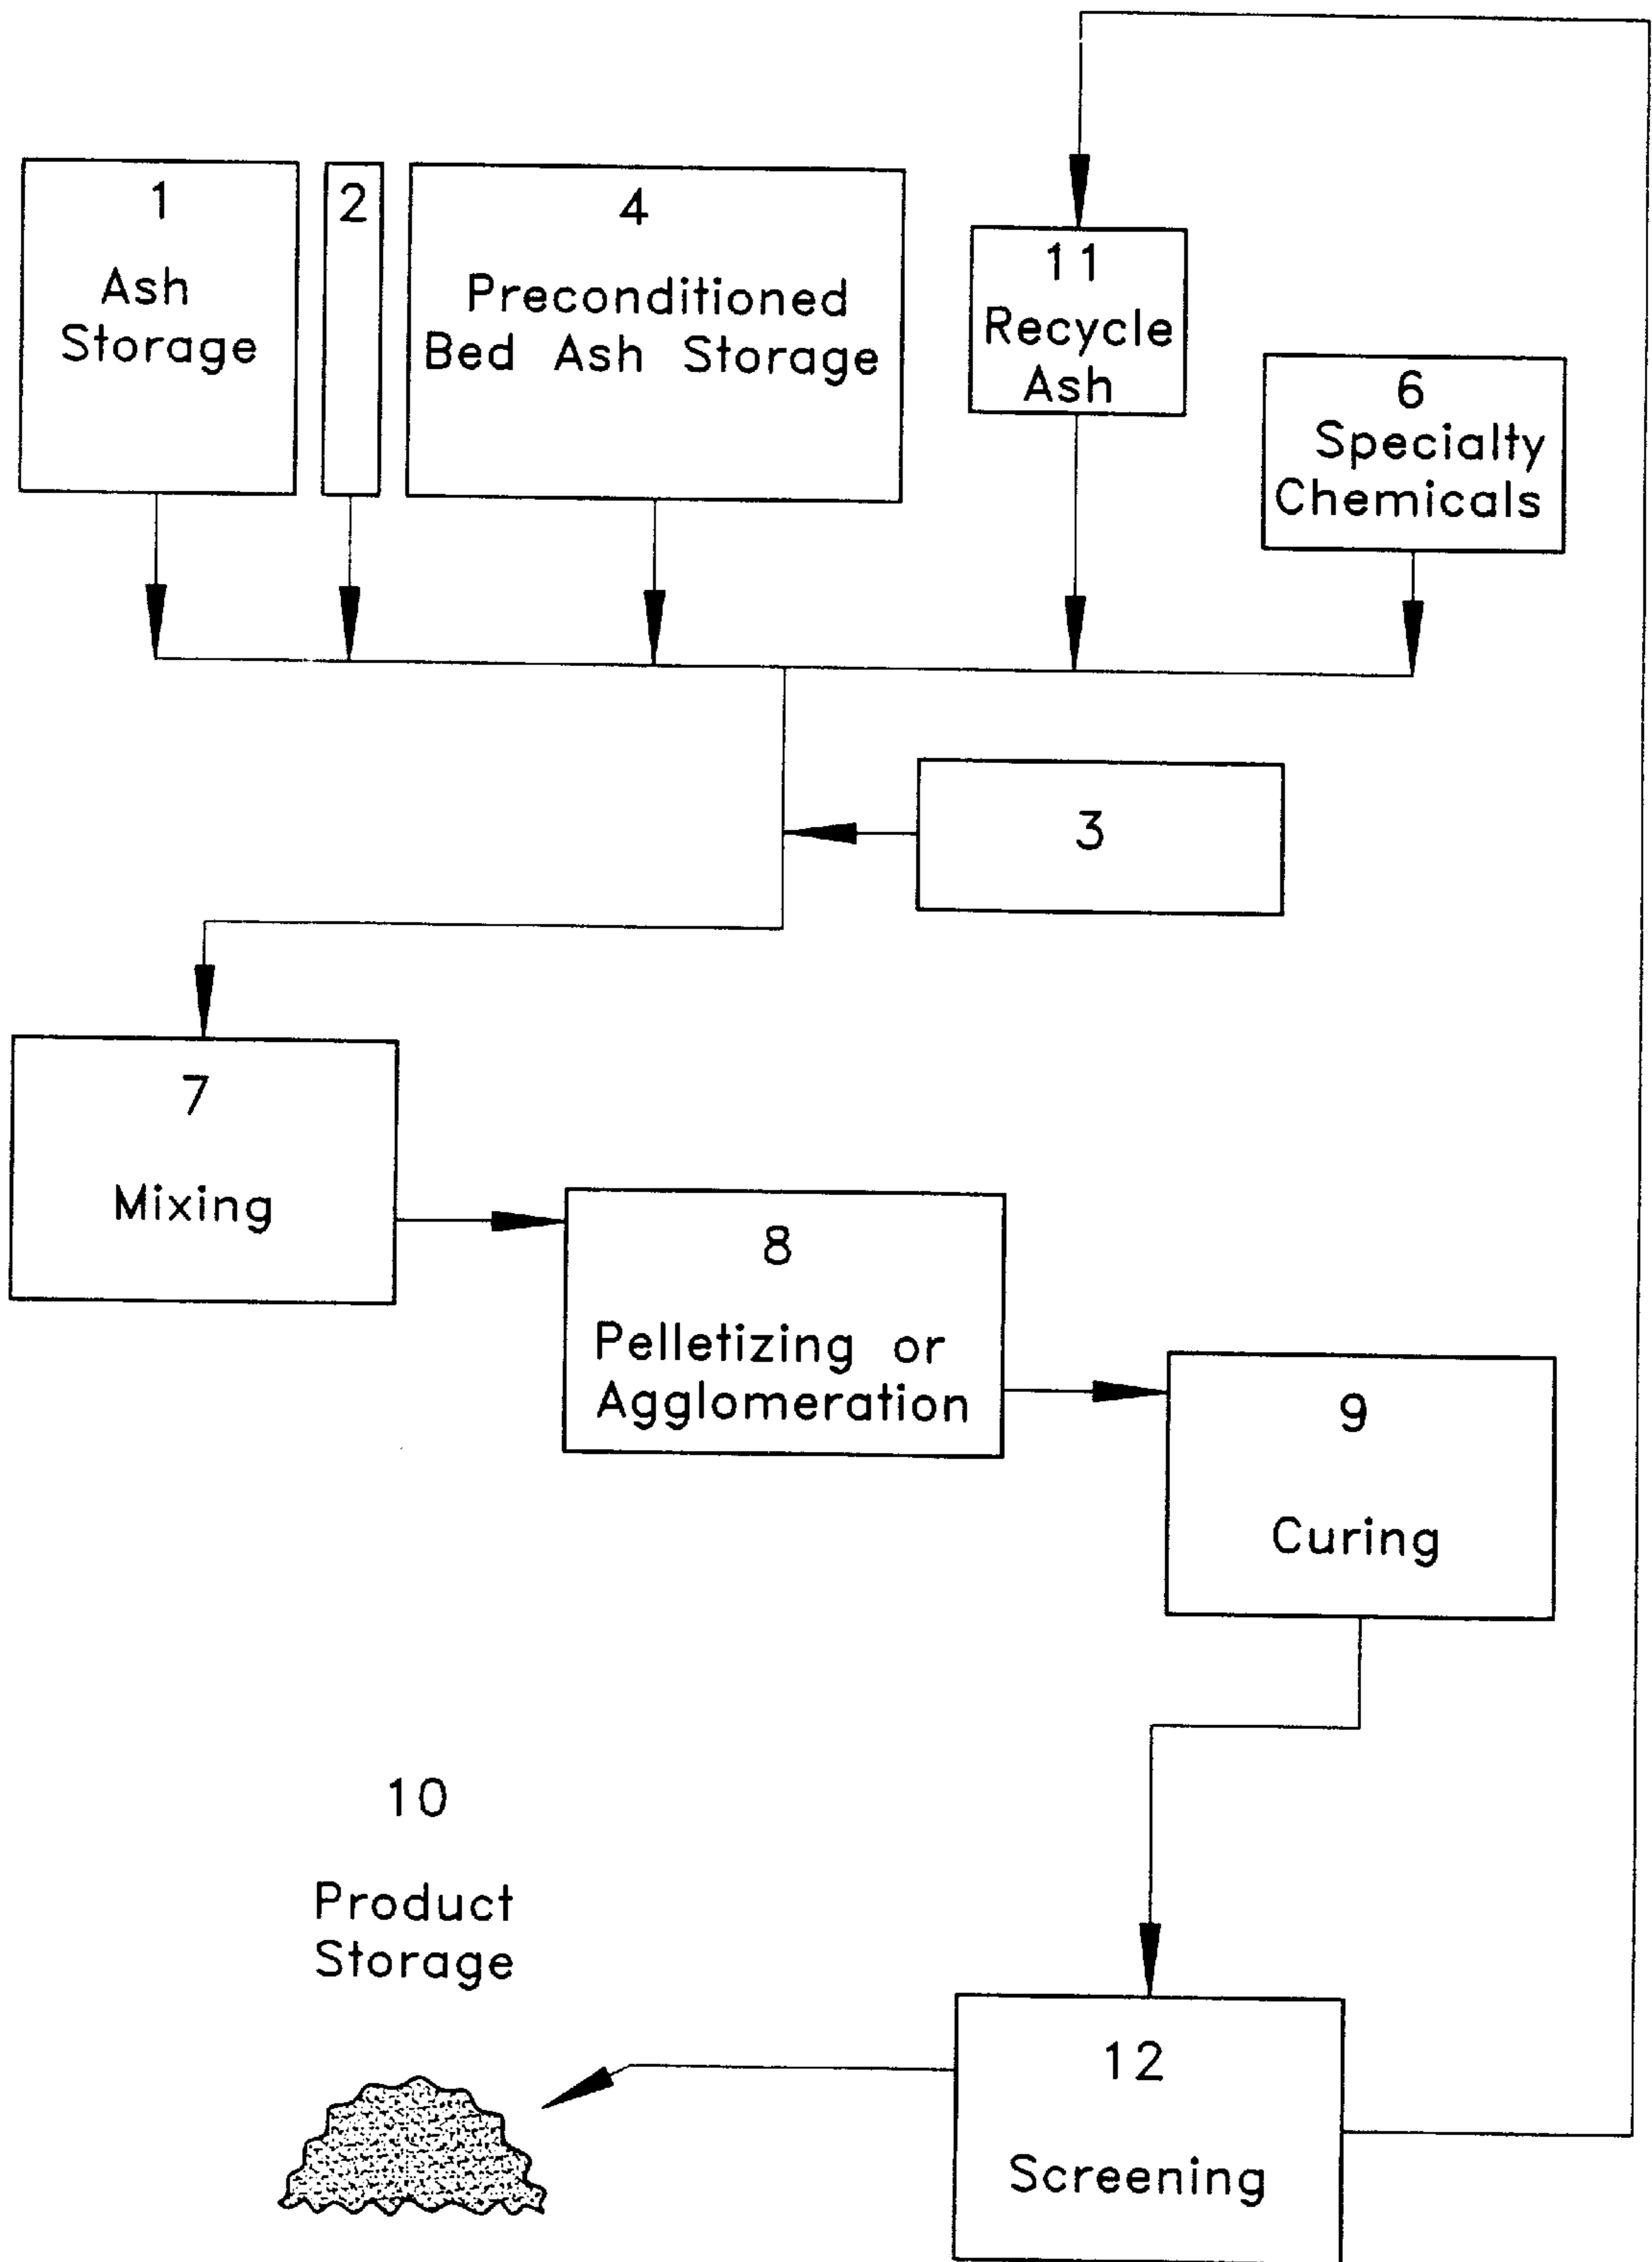 1
Ash
Storage
2
4
Preconditioned
Bed Ash Storage
11
Recycle
Ash
6
Specialty
Chemicals
3
7
Mixing
8
Pelletizing or
Agglomeration
9
Curing
10
Product
Storage
12
Screening